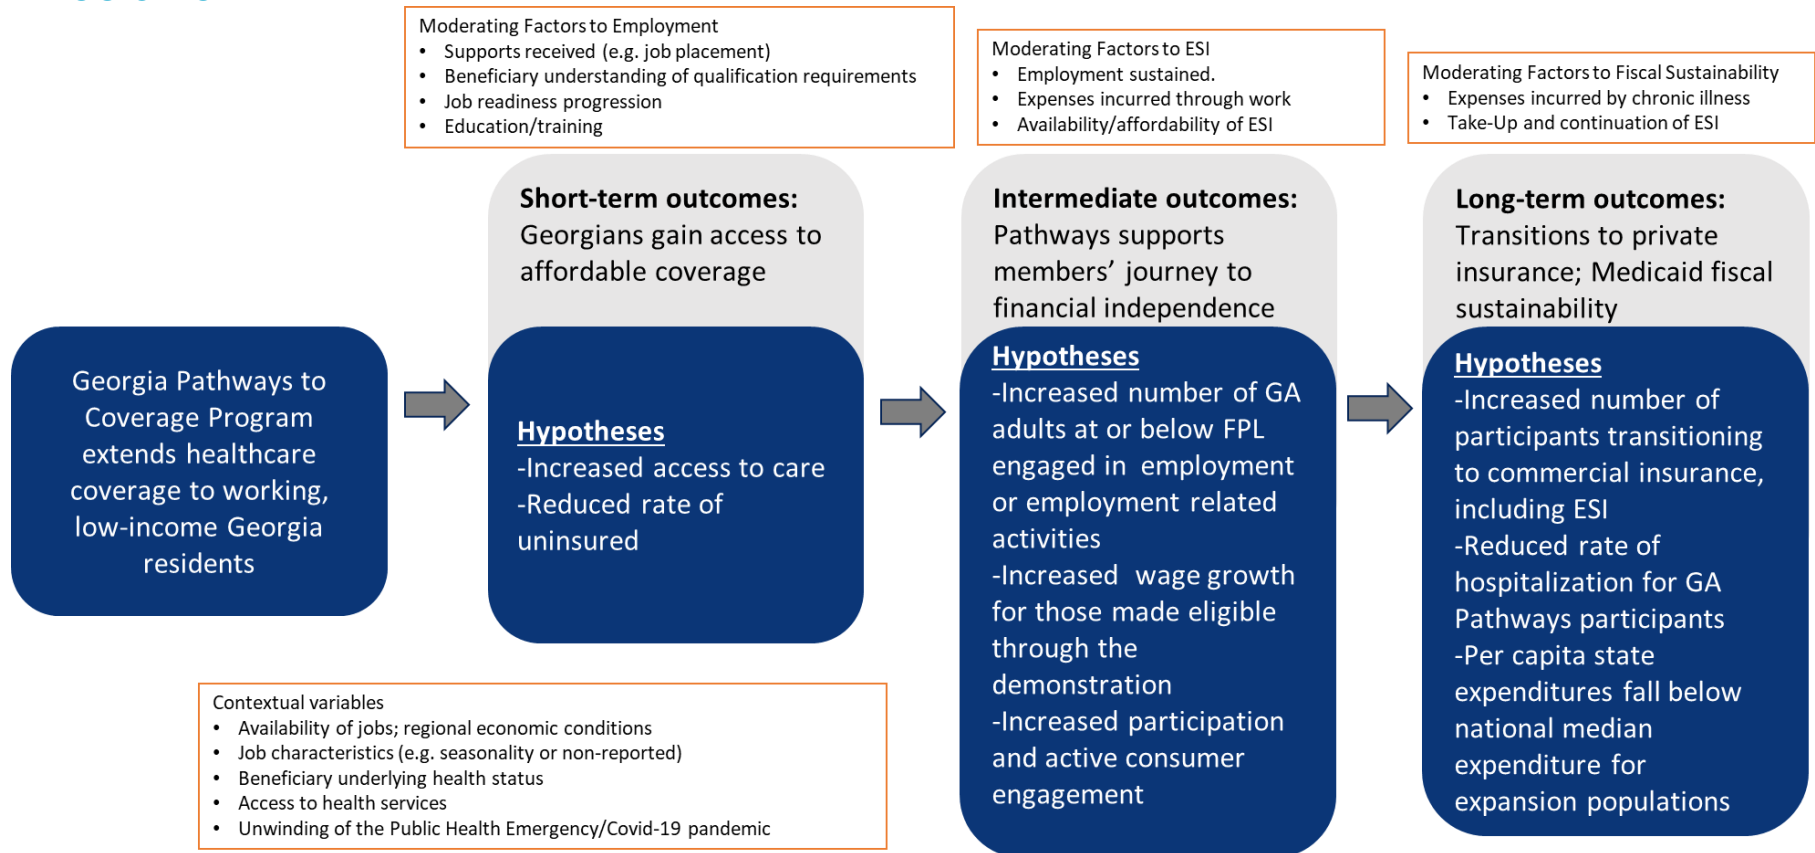 Moderating Factors to Employment
• Supports received (e.g. job placement)
• Beneficiary understanding of qualification requirements
• Job readiness progression
• Education/training
Moderating Factors to ESI
• Employment sustained.
• Expenses incurred through work
• Availability/affordability of ESI
Moderating Factors to Fiscal Sustainability
• Expenses incurred by chronic illness
• Take-Up and continuation of ESI
Georgia Pathways to
Coverage Program
extends healthcare
coverage to working,
low-income Georgia
residents
Short-term outcomes:
Georgians gain access to
affordable coverage
Hypotheses
-Increased access to care
-Reduced rate of
uninsured
Intermediate outcomes:
Pathways supports
members’ journey to
financial independence
Hypotheses
-Increased number of GA
adults at or below FPL
engaged in employment
or employment related
activities
-Increased wage growth
for those made eligible
through the
demonstration
-Increased participation
and active consumer
engagement
Long-term outcomes:
Transitions to private
insurance; Medicaid fiscal
sustainability
Hypotheses
-Increased number of
participants transitioning
to commercial insurance,
including ESI
-Reduced rate of
hospitalization for GA
Pathways participants
-Per capita state
expenditures fall below
national median
expenditure for
expansion populations
Contextual variables
• Availability of jobs; regional economic conditions
• Job characteristics (e.g. seasonality or non-reported)
• Beneficiary underlying health status
• Access to health services
• Unwinding of the Public Health Emergency/Covid-19 pandemic